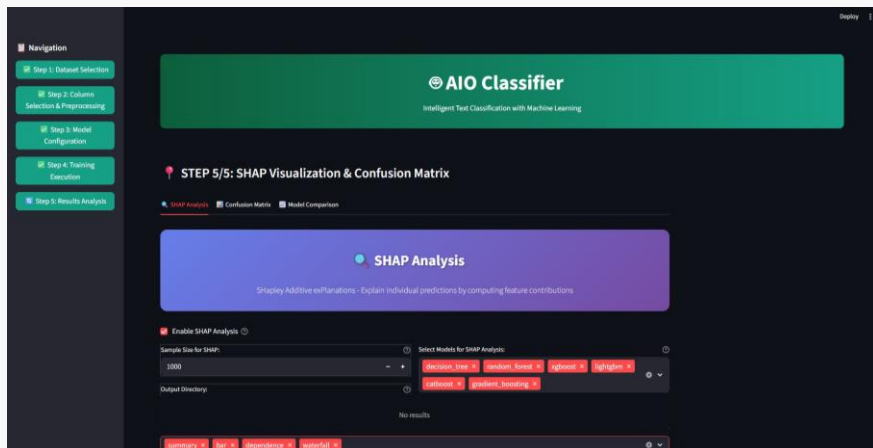 Deploy
Navigation
Step 1: Dataset Selection
Step 2: Column
Selection & Preprocessing
Step 3: Model
Configuration
Step 4: Training
Execution
Step 5: Results Analysis
AIO Classifier
Intelligent Text Classification with Machine Learning
STEP 5/5: SHAP Visualization & Confusion Matrix
SHAP Analysis Confusion Matrix Model Comparison
SHAP Analysis
SHapley Additive exPlanations - Explain individual predictions by computing feature contributions
Enable SHAP Analysis
Sample Size for SHAP:
1000
Select Models for SHAP Analysis:
decision_tree × random_forest × xgboost × lightgbm ×
catboost × gradient_boosting ×
Output Directory:
No results
summary × bar × dependence × waterfall ×